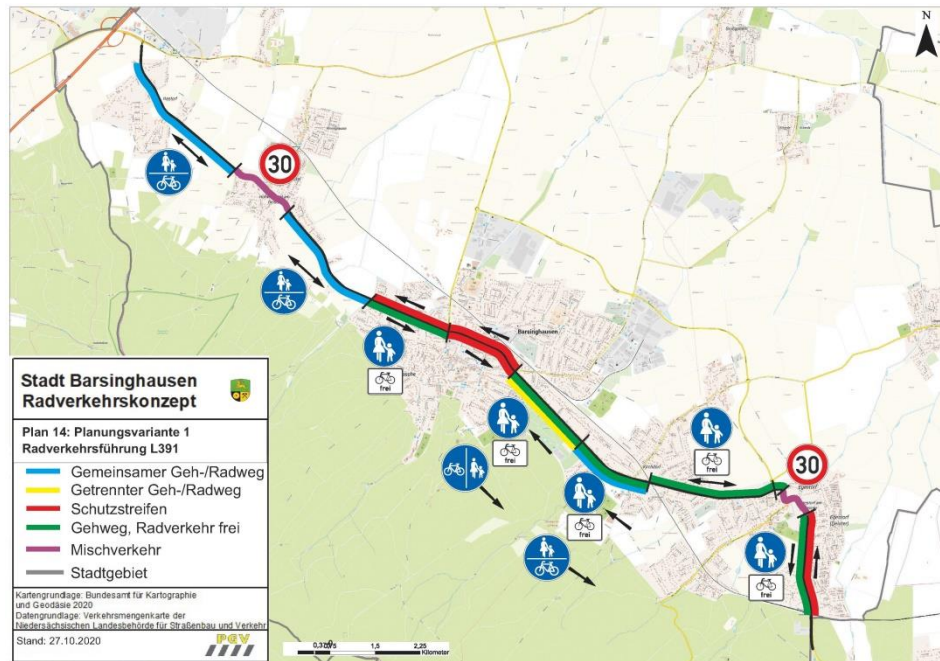 N
30
Barsinghausen
frei
frei
frei
30
frei
frei
Stadt Barsinghausen
Radverkehrskonzept
Plan 14: Planungsvariante 1
Radverkehrsführung L391
Gemeinsamer Geh-/Radweg
Getrennter Geh-/Radweg
Schutzstreifen
Gehweg, Radverkehr frei
Mischverkehr
Stadtgebiet
Kartengrundlage: Bundesamt für Kartographie
und Geodäsie 2020
Datengrundlage: Verkehrsmengenkarte der
Niedersächsischen Landesbehörde für Straßenbau und Verkehr
Stand: 27.10.2020
PGV
1,5 2,25
Kilometer